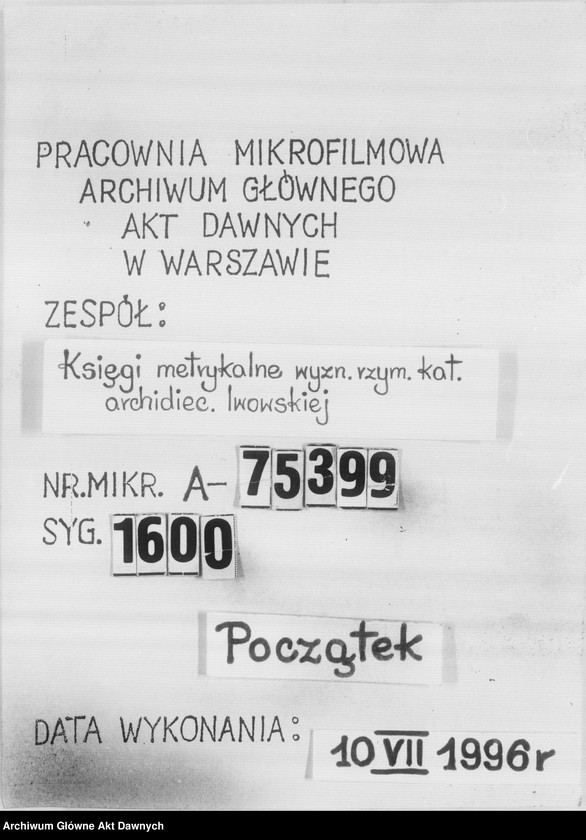 PRACOWNIA MIKROFILMOWA
ARCHIWUM GŁÓWNEGO
AKT DAWNYCH
W WARSZAWIE
ZESPÓŁ:
Księgi metrykalne wyzn. rzym. kat.
archidiec. lwowskiej
NR. MIKR. A- 75399
SYG. 1600
Początek
DATA WYKONANIA: 10 VII 1996 r
Archiwum Główne Akt Dawnych